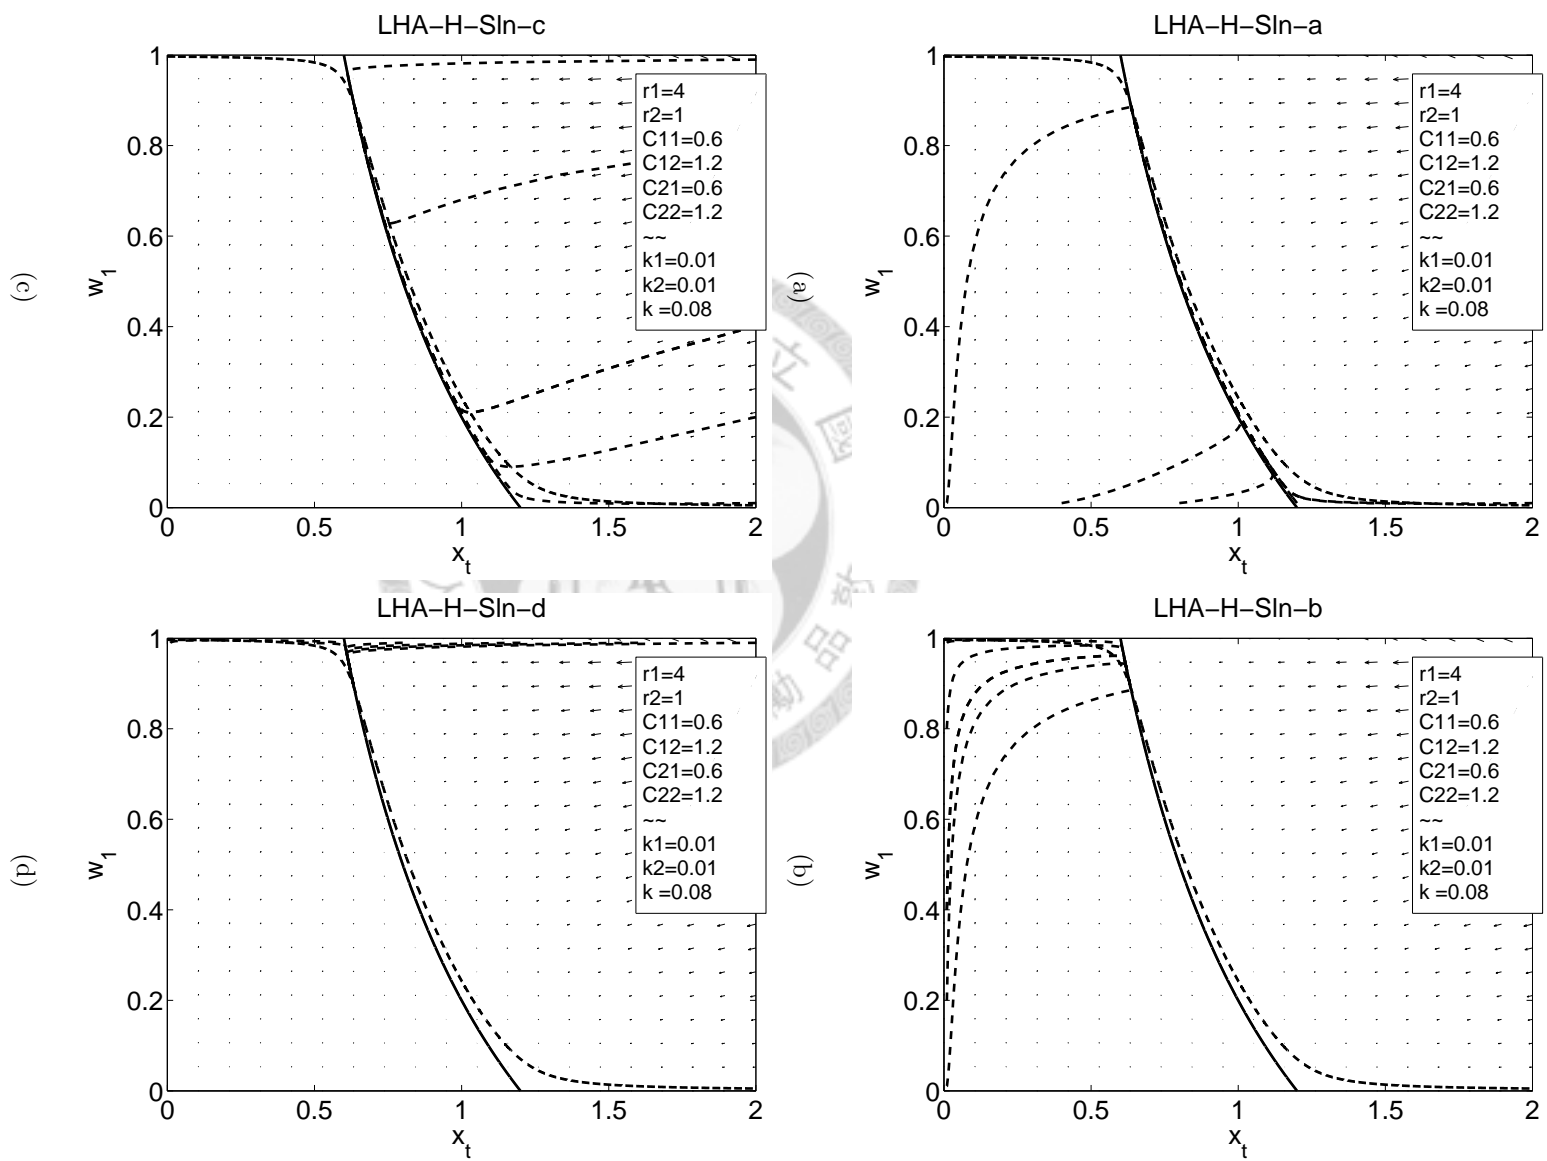 LHA−H−Sln−c
1
0.8
0.6
0.4
0.2
0
0
0.5
1
1.5
2
w1
xt
r1=4
r2=1
C11=0.6
C12=1.2
C21=0.6
C22=1.2
~~
k1=0.01
k2=0.01
k =0.08
(c)
LHA−H−Sln−a
1
0.8
0.6
0.4
0.2
0
0
0.5
1
1.5
2
w1
xt
r1=4
r2=1
C11=0.6
C12=1.2
C21=0.6
C22=1.2
~~
k1=0.01
k2=0.01
k =0.08
(a)
LHA−H−Sln−d
1
0.8
0.6
0.4
0.2
0
0
0.5
1
1.5
2
w1
xt
r1=4
r2=1
C11=0.6
C12=1.2
C21=0.6
C22=1.2
~~
k1=0.01
k2=0.01
k =0.08
(d)
LHA−H−Sln−b
1
0.8
0.6
0.4
0.2
0
0
0.5
1
1.5
2
w1
xt
r1=4
r2=1
C11=0.6
C12=1.2
C21=0.6
C22=1.2
~~
k1=0.01
k2=0.01
k =0.08
(b)
立
國
品
勵